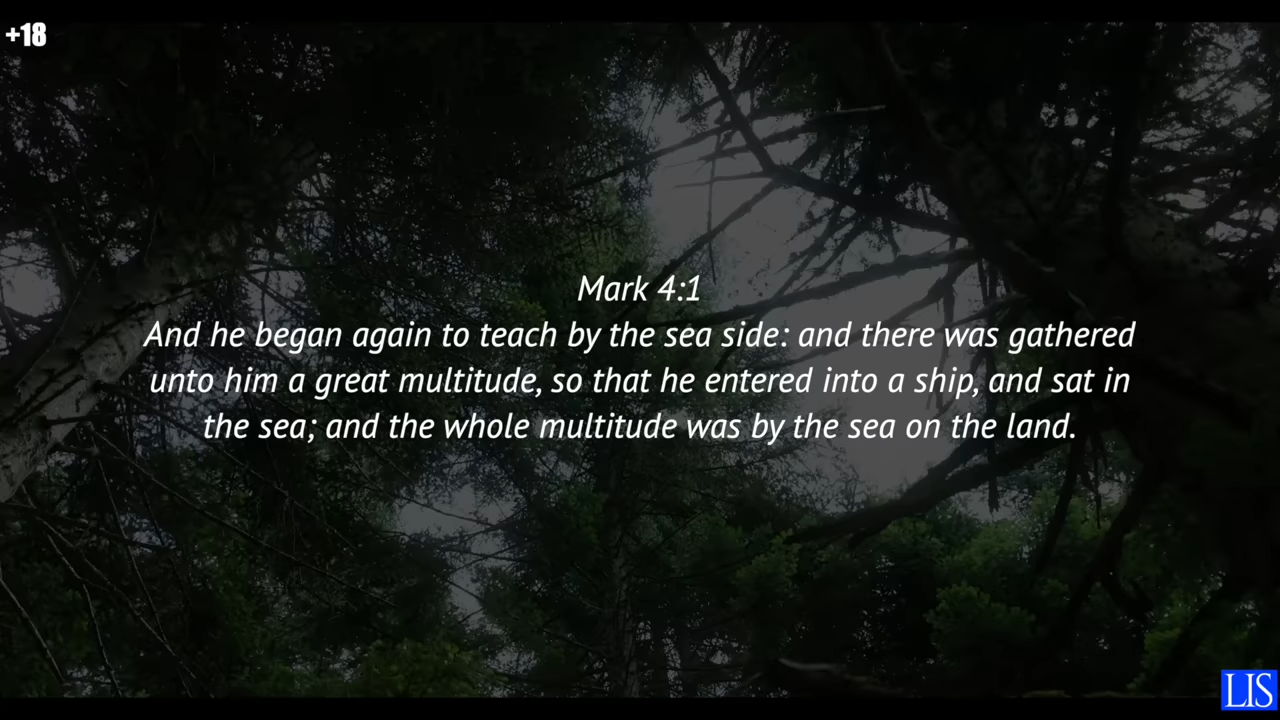 +18
Mark 4:1
And he began again to teach by the sea side: and there was gathered
unto him a great multitude, so that he entered into a ship, and sat in
the sea; and the whole multitude was by the sea on the land.
LIS